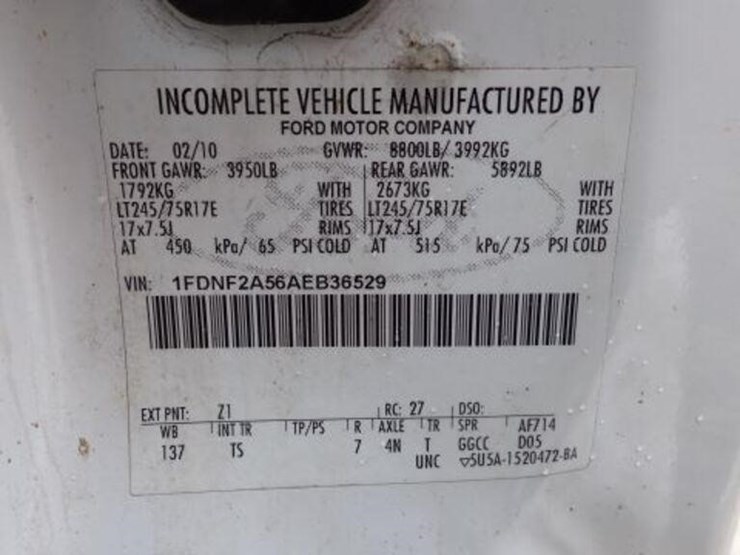 INCOMPLETE VEHICLE MANUFACTURED BY
FORD MOTOR COMPANY
DATE: 02/10 GVWR: 8800LB/ 3992KG
FRONT GAWR: 3950LB REAR GAWR: 5892LB
1792KG WITH 2673KG WITH
LT245/75R17E TIRES LT245/75R17E TIRES
17x7.5J RIMS 17x7.5J RIMS
AT 450 kPa/ 65 PSI COLD AT 515 kPa/ 75 PSI COLD
VIN: 1FDNF2A56AEB36529
EXT PNT: Z1 RC: 27 DSO:
WB INT TR TP/PS R AXLE TR SPR AF714
137 TS 7 4N T GGCC D05
UNC ▽5U5A-1520472-BA